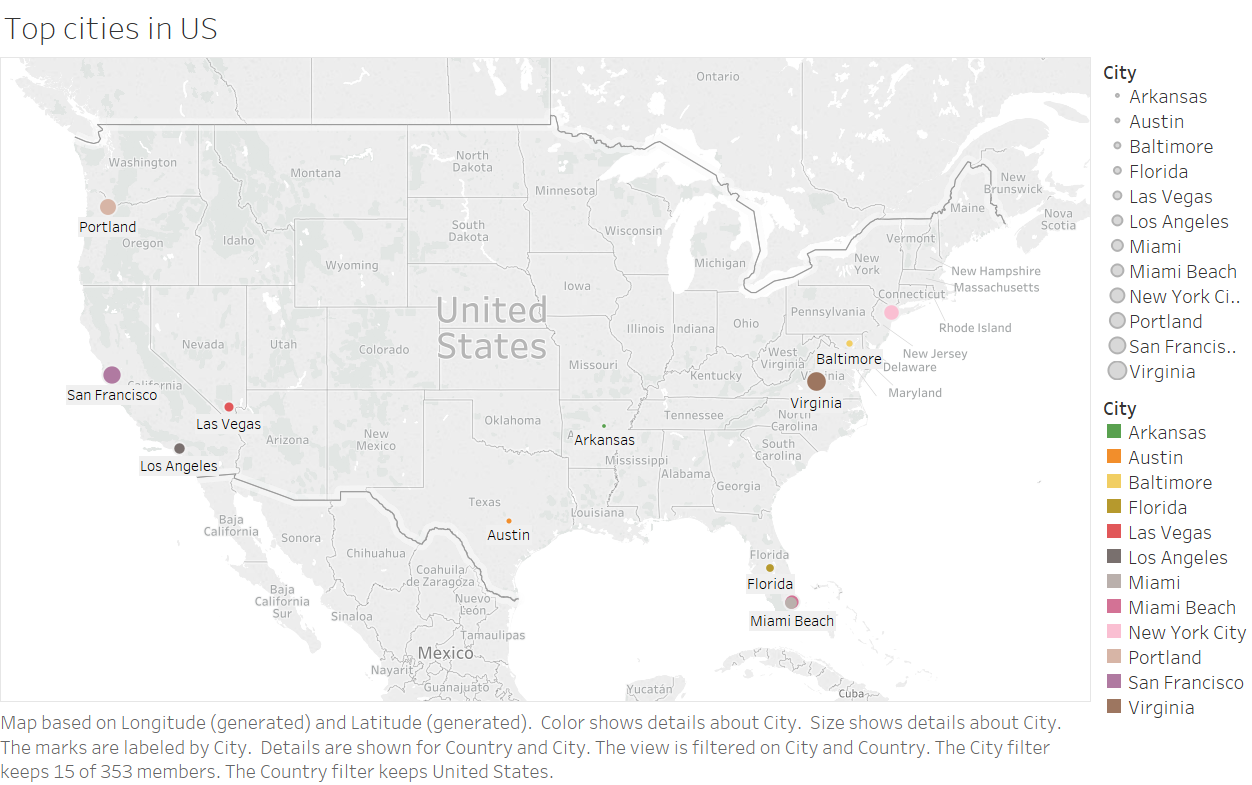 Top cities in US
Ontario
Washington
Montana
North
Dakota
Minnesota
New
Brunswick
Maine
Nova
Scotia
Portland
Oregon
Idaho
South
Dakota
Wisconsin
Michigan
Vermont
New
York
Wyoming
New Hampshire
Massachusetts
Iowa
Connecticut
United
States
Pennsylvania
Illinois
Indiana
Ohio
Rhode Island
Nevada
Utah
Colorado
Missouri
West
Virginia
Baltimore
New Jersey
Delaware
Kentucky
Virginia
Maryland
San Francisco
California
Las Vegas
Virginia
Arizona
New
Mexico
Oklahoma
Arkansas
Tennessee
North
Carolina
South
Carolina
Los Angeles
Mississippi
Alabama
Georgia
Texas
Louisiana
Austin
Baja
California
Sonora
Chihuahua
Coahuila
de Zaragoza
Florida
Florida
Baja
California
Sur
Sinaloa
Nuevo
León
Tamaulipas
Miami Beach
Mexico
Nayarit
Guanajuato
Yucatán
Cuba
City
Arkansas
Austin
Baltimore
Florida
Las Vegas
Los Angeles
Miami
Miami Beach
New York Ci..
Portland
San Francis..
Virginia
City
Arkansas
Austin
Baltimore
Florida
Las Vegas
Los Angeles
Miami
Miami Beach
New York City
Portland
San Francisco
Virginia
Map based on Longitude (generated) and Latitude (generated).  Color shows details about City.  Size shows details about City.
The marks are labeled by City.  Details are shown for Country and City. The view is filtered on City and Country. The City filter
keeps 15 of 353 members. The Country filter keeps United States.